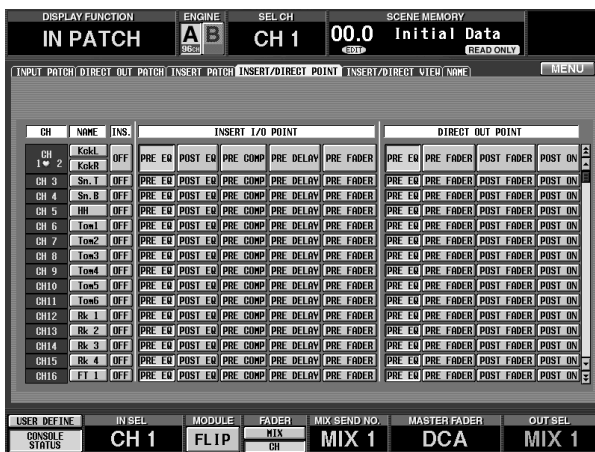 DISPLAY FUNCTION ENGINE SEL CH SCENE MEMORY
IN PATCH A B 96CH CH 1 00.0 EDIT Initial Data READ ONLY
INPUT PATCH DIRECT OUT PATCH INSERT PATCH INSERT/DIRECT POINT INSERT/DIRECT VIEW NAME MENU
CH NAME INS. INSERT I/O POINT DIRECT OUT POINT
CH 1♥2 KckL KckR OFF PRE EQ POST EQ PRE COMP PRE DELAY PRE FADER PRE EQ PRE FADER POST FADER POST ON
CH 3 Sn.T OFF PRE EQ POST EQ PRE COMP PRE DELAY PRE FADER PRE EQ PRE FADER POST FADER POST ON
CH 4 Sn.B OFF PRE EQ POST EQ PRE COMP PRE DELAY PRE FADER PRE EQ PRE FADER POST FADER POST ON
CH 5 HH OFF PRE EQ POST EQ PRE COMP PRE DELAY PRE FADER PRE EQ PRE FADER POST FADER POST ON
CH 6 Tom1 OFF PRE EQ POST EQ PRE COMP PRE DELAY PRE FADER PRE EQ PRE FADER POST FADER POST ON
CH 7 Tom2 OFF PRE EQ POST EQ PRE COMP PRE DELAY PRE FADER PRE EQ PRE FADER POST FADER POST ON
CH 8 Tom3 OFF PRE EQ POST EQ PRE COMP PRE DELAY PRE FADER PRE EQ PRE FADER POST FADER POST ON
CH 9 Tom4 OFF PRE EQ POST EQ PRE COMP PRE DELAY PRE FADER PRE EQ PRE FADER POST FADER POST ON
CH10 Tom5 OFF PRE EQ POST EQ PRE COMP PRE DELAY PRE FADER PRE EQ PRE FADER POST FADER POST ON
CH11 Tom6 OFF PRE EQ POST EQ PRE COMP PRE DELAY PRE FADER PRE EQ PRE FADER POST FADER POST ON
CH12 Rk 1 OFF PRE EQ POST EQ PRE COMP PRE DELAY PRE FADER PRE EQ PRE FADER POST FADER POST ON
CH13 Rk 2 OFF PRE EQ POST EQ PRE COMP PRE DELAY PRE FADER PRE EQ PRE FADER POST FADER POST ON
CH14 Rk 3 OFF PRE EQ POST EQ PRE COMP PRE DELAY PRE FADER PRE EQ PRE FADER POST FADER POST ON
CH15 Rk 4 OFF PRE EQ POST EQ PRE COMP PRE DELAY PRE FADER PRE EQ PRE FADER POST FADER POST ON
CH16 FT 1 OFF PRE EQ POST EQ PRE COMP PRE DELAY PRE FADER PRE EQ PRE FADER POST FADER POST ON
USER DEFINE IN SEL MODULE FADER MIX SEND NO. MASTER FADER OUT SEL
CONSOLE STATUS CH 1 FLIP MIX CH MIX 1 DCA MIX 1